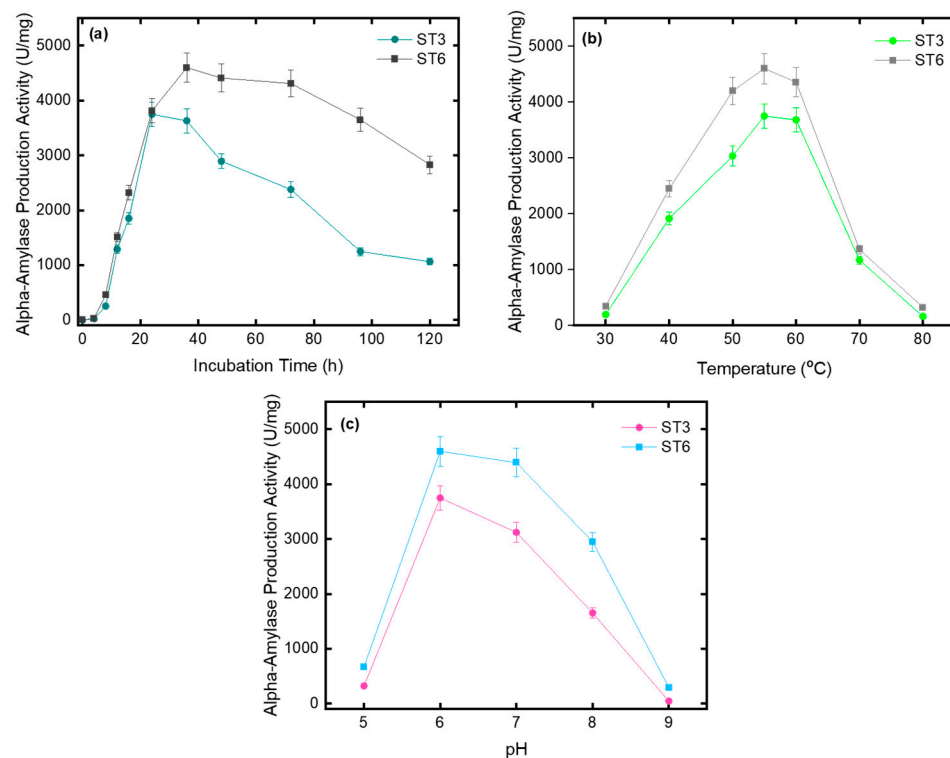 (a)
ST3
ST6
5000
4000
3000
2000
1000
0
Alpha-Amylase Production Activity (U/mg)
0 20 40 60 80 100 120
Incubation Time (h)
(b)
ST3
ST6
5000
4000
3000
2000
1000
0
Alpha-Amylase Production Activity (U/mg)
30 40 50 60 70 80
Temperature (ºC)
(c)
ST3
ST6
5000
4000
3000
2000
1000
0
Alpha-Amylase Production Activity (U/mg)
5 6 7 8 9
pH